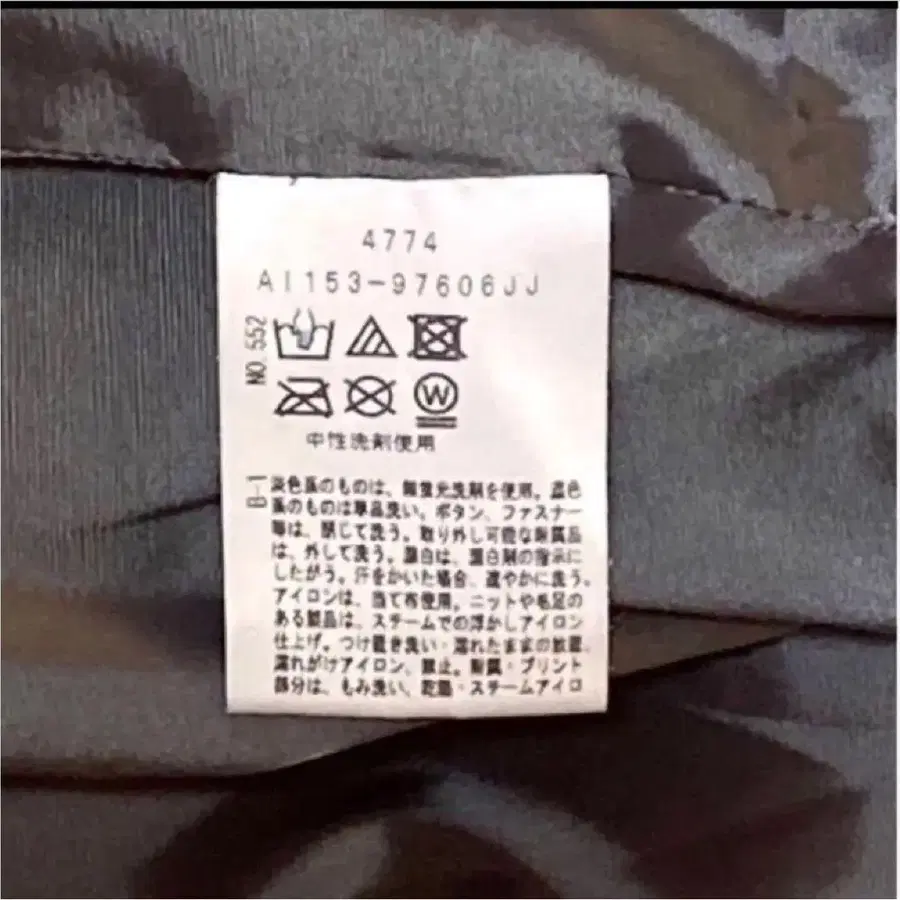 4774
AI153-97606JJ
NO.552
W
中性洗剤使用
B-1
淡色系のものは、無蛍光洗剤を使用。濃色
系のものは単品洗い。ボタン、ファスナー
等は、閉じて洗う。取り外し可能な附属品
は、外して洗う。漂白は、漂白剤の指示に
したがう。汗をかいた場合、速やかに洗う。
アイロンは、当て布使用。ニットや毛足の
ある製品は、スチームでの浮かしアイロン
仕上げ。つけ置き洗い・濡れたままの放置、
濡れがけアイロン、禁止。附属・プリント
部分は、もみ洗い、乾燥・スチームアイロ